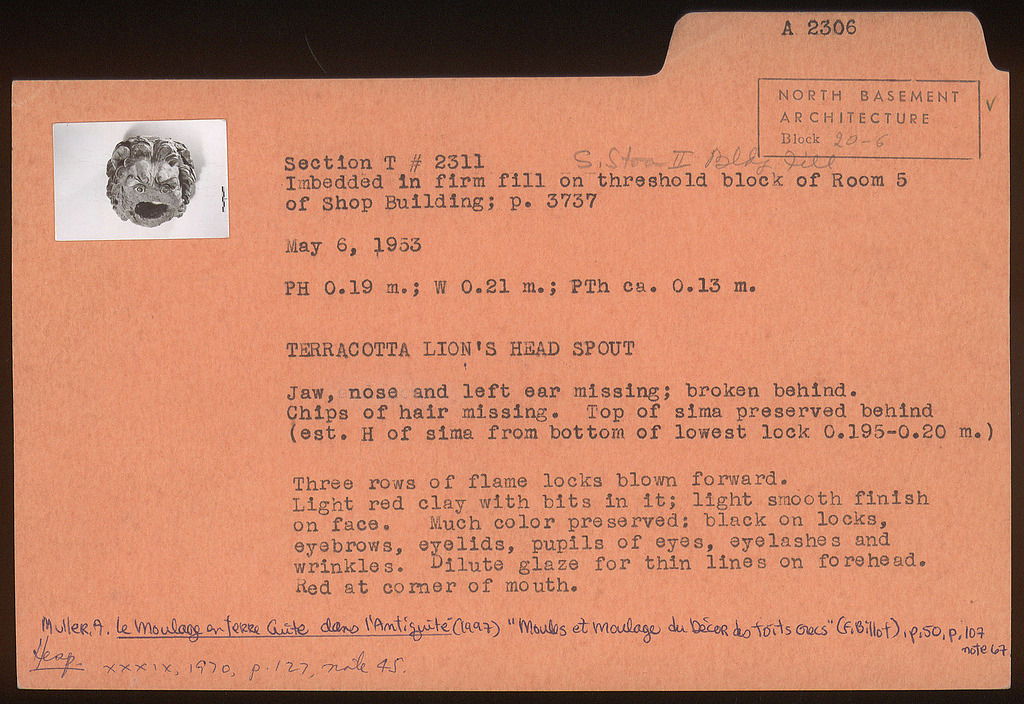 A 2306
NORTH BASEMENT
ARCHITECTURE
Block 20-6
✓
Section T # 2311 S. Stoa II Bldg fill
Imbedded in firm fill on threshold block of Room 5
of Shop Building; p. 3737
May 6, 1953
PH 0.19 m.; W 0.21 m.; PTh ca. 0.13 m.
TERRACOTTA LION'S HEAD SPOUT
Jaw, nose and left ear missing; broken behind.
Chips of hair missing. Top of sima preserved behind
(est. H of sima from bottom of lowest lock 0.195-0.20 m.)
Three rows of flame locks blown forward.
Light red clay with bits in it; light smooth finish
on face. Much color preserved: black on locks,
eyebrows, eyelids, pupils of eyes, eyelashes and
wrinkles. Dilute glaze for thin lines on forehead.
Red at corner of mouth.
Muller, A. Le Moulage en Terre Cuite dans l'Antiquité (1997) "Moules et Moulage du Décor des toits Grecs" (F. Billot), p. 50, p. 107
note 67
Hesp. XXXIX, 1970, p. 127, note 45.